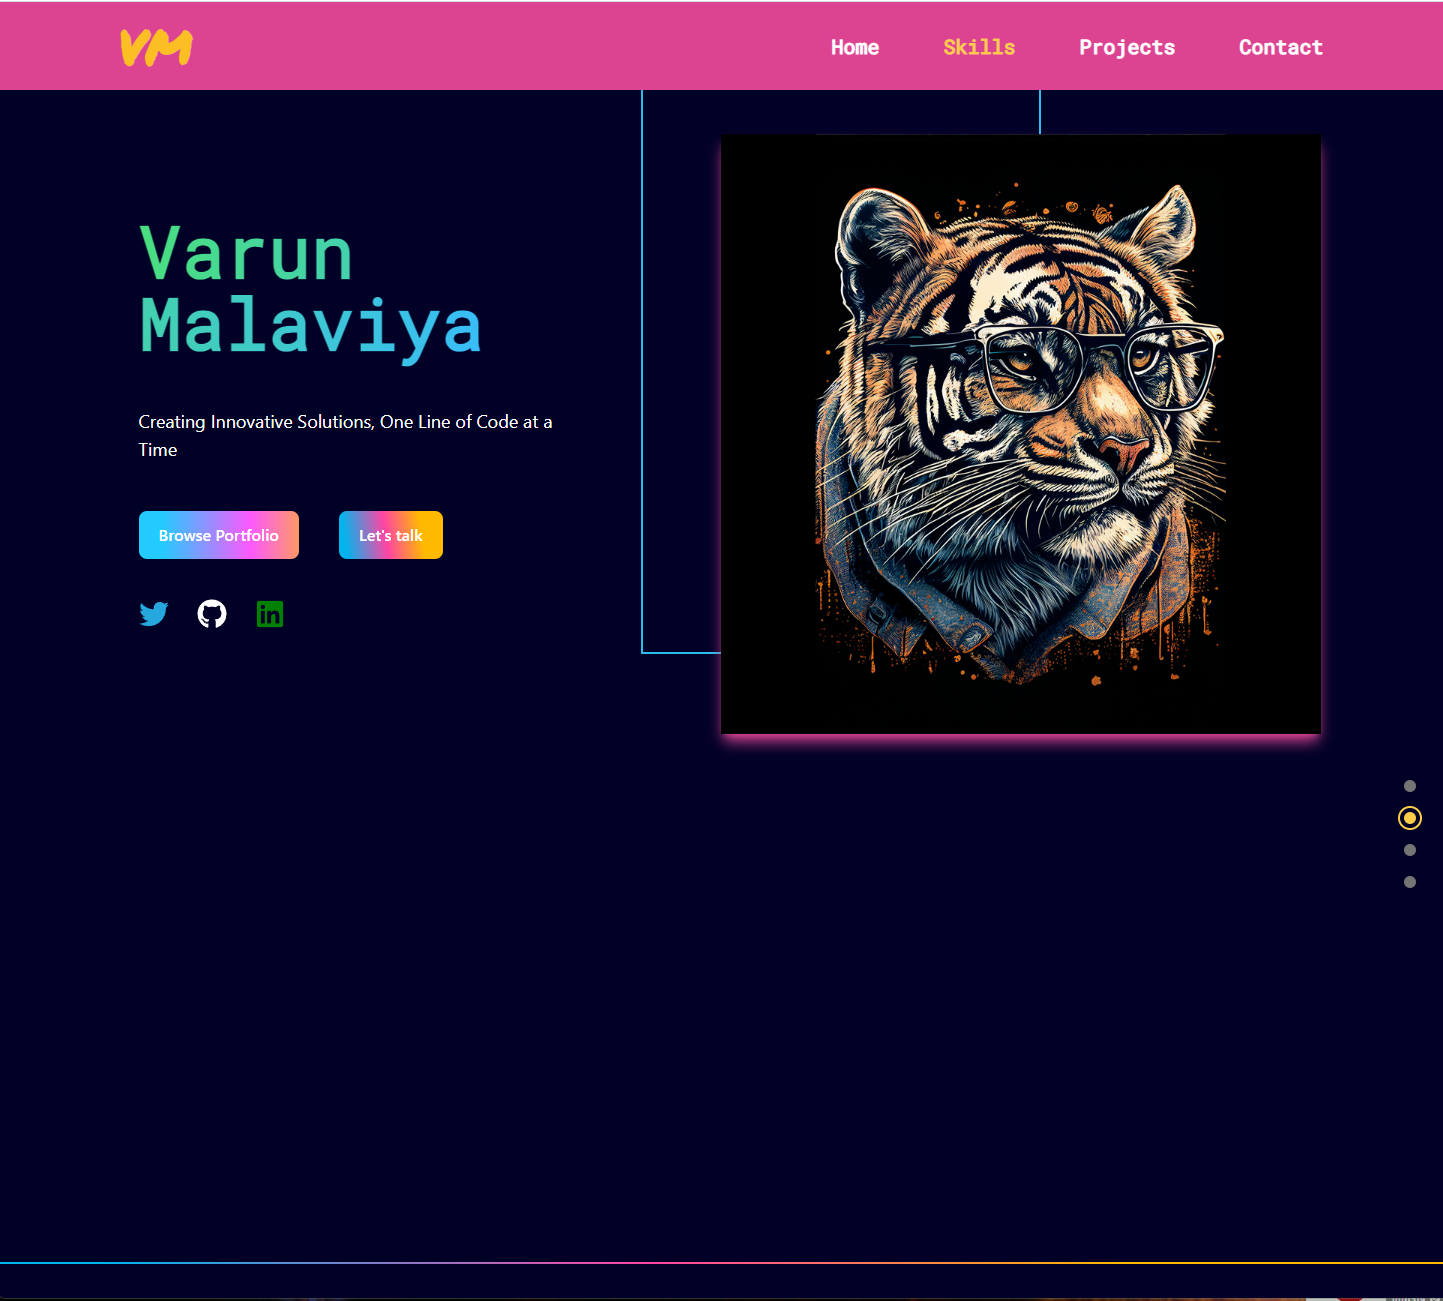 VM
Home Skills Projects Contact
Varun
Malaviya
Creating Innovative Solutions, One Line of Code at a
Time
Browse Portfolio Let's talk
in